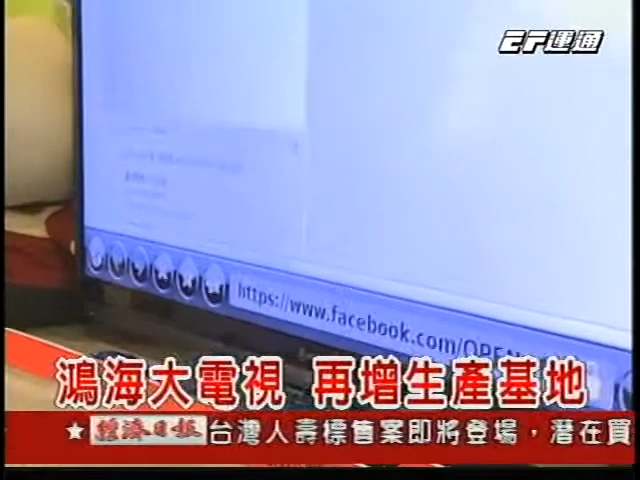 ET運通
https://www.facebook.com/OPEN
鴻海大電視 再增生產基地
★經濟日報 台灣人壽標售案即將登場，潛在買